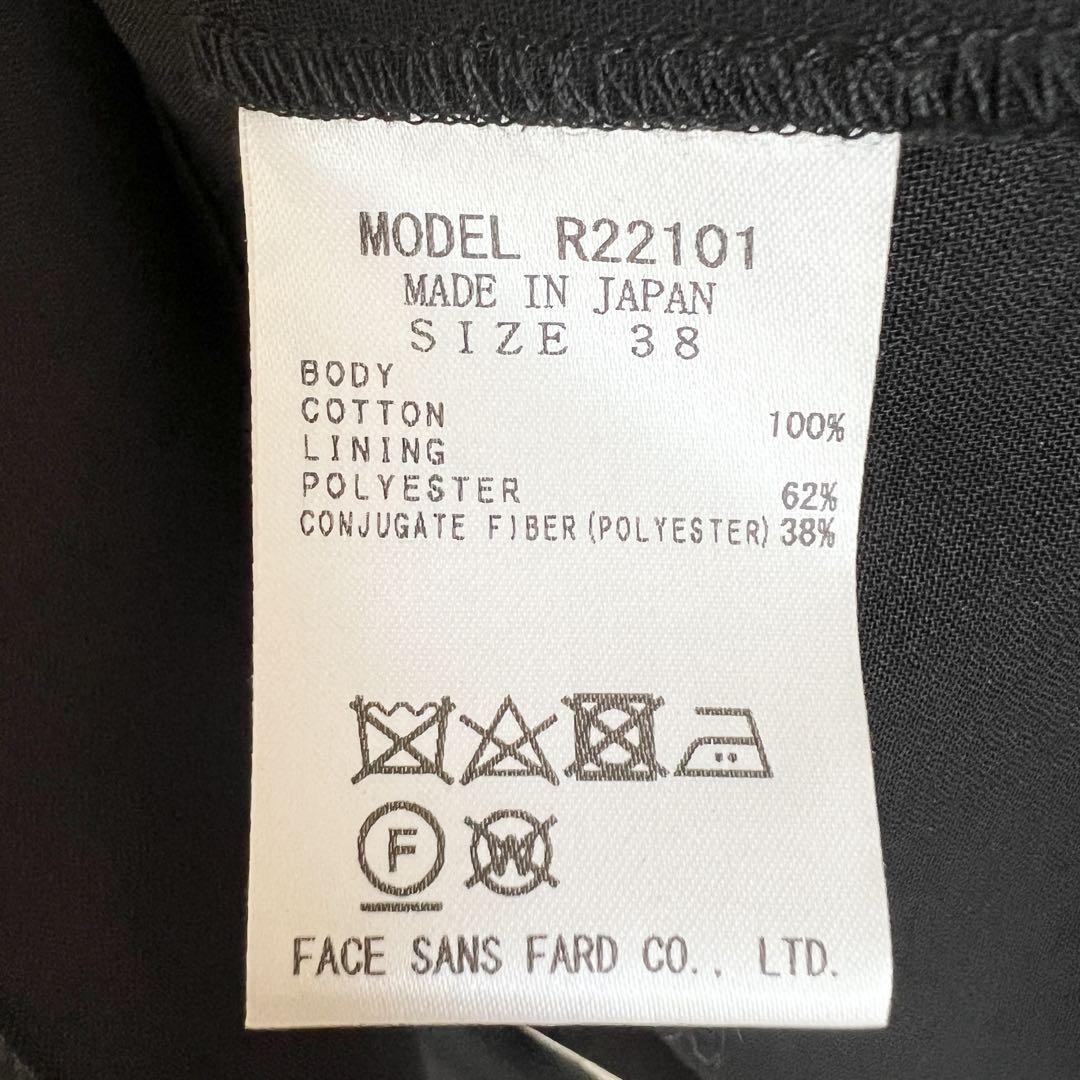 MODEL R22101
MADE IN JAPAN
SIZE 38
BODY
COTTON 100%
LINING
POLYESTER 62%
CONJUGATE FIBER(POLYESTER) 38%
F W
FACE SANS FARD CO., LTD.